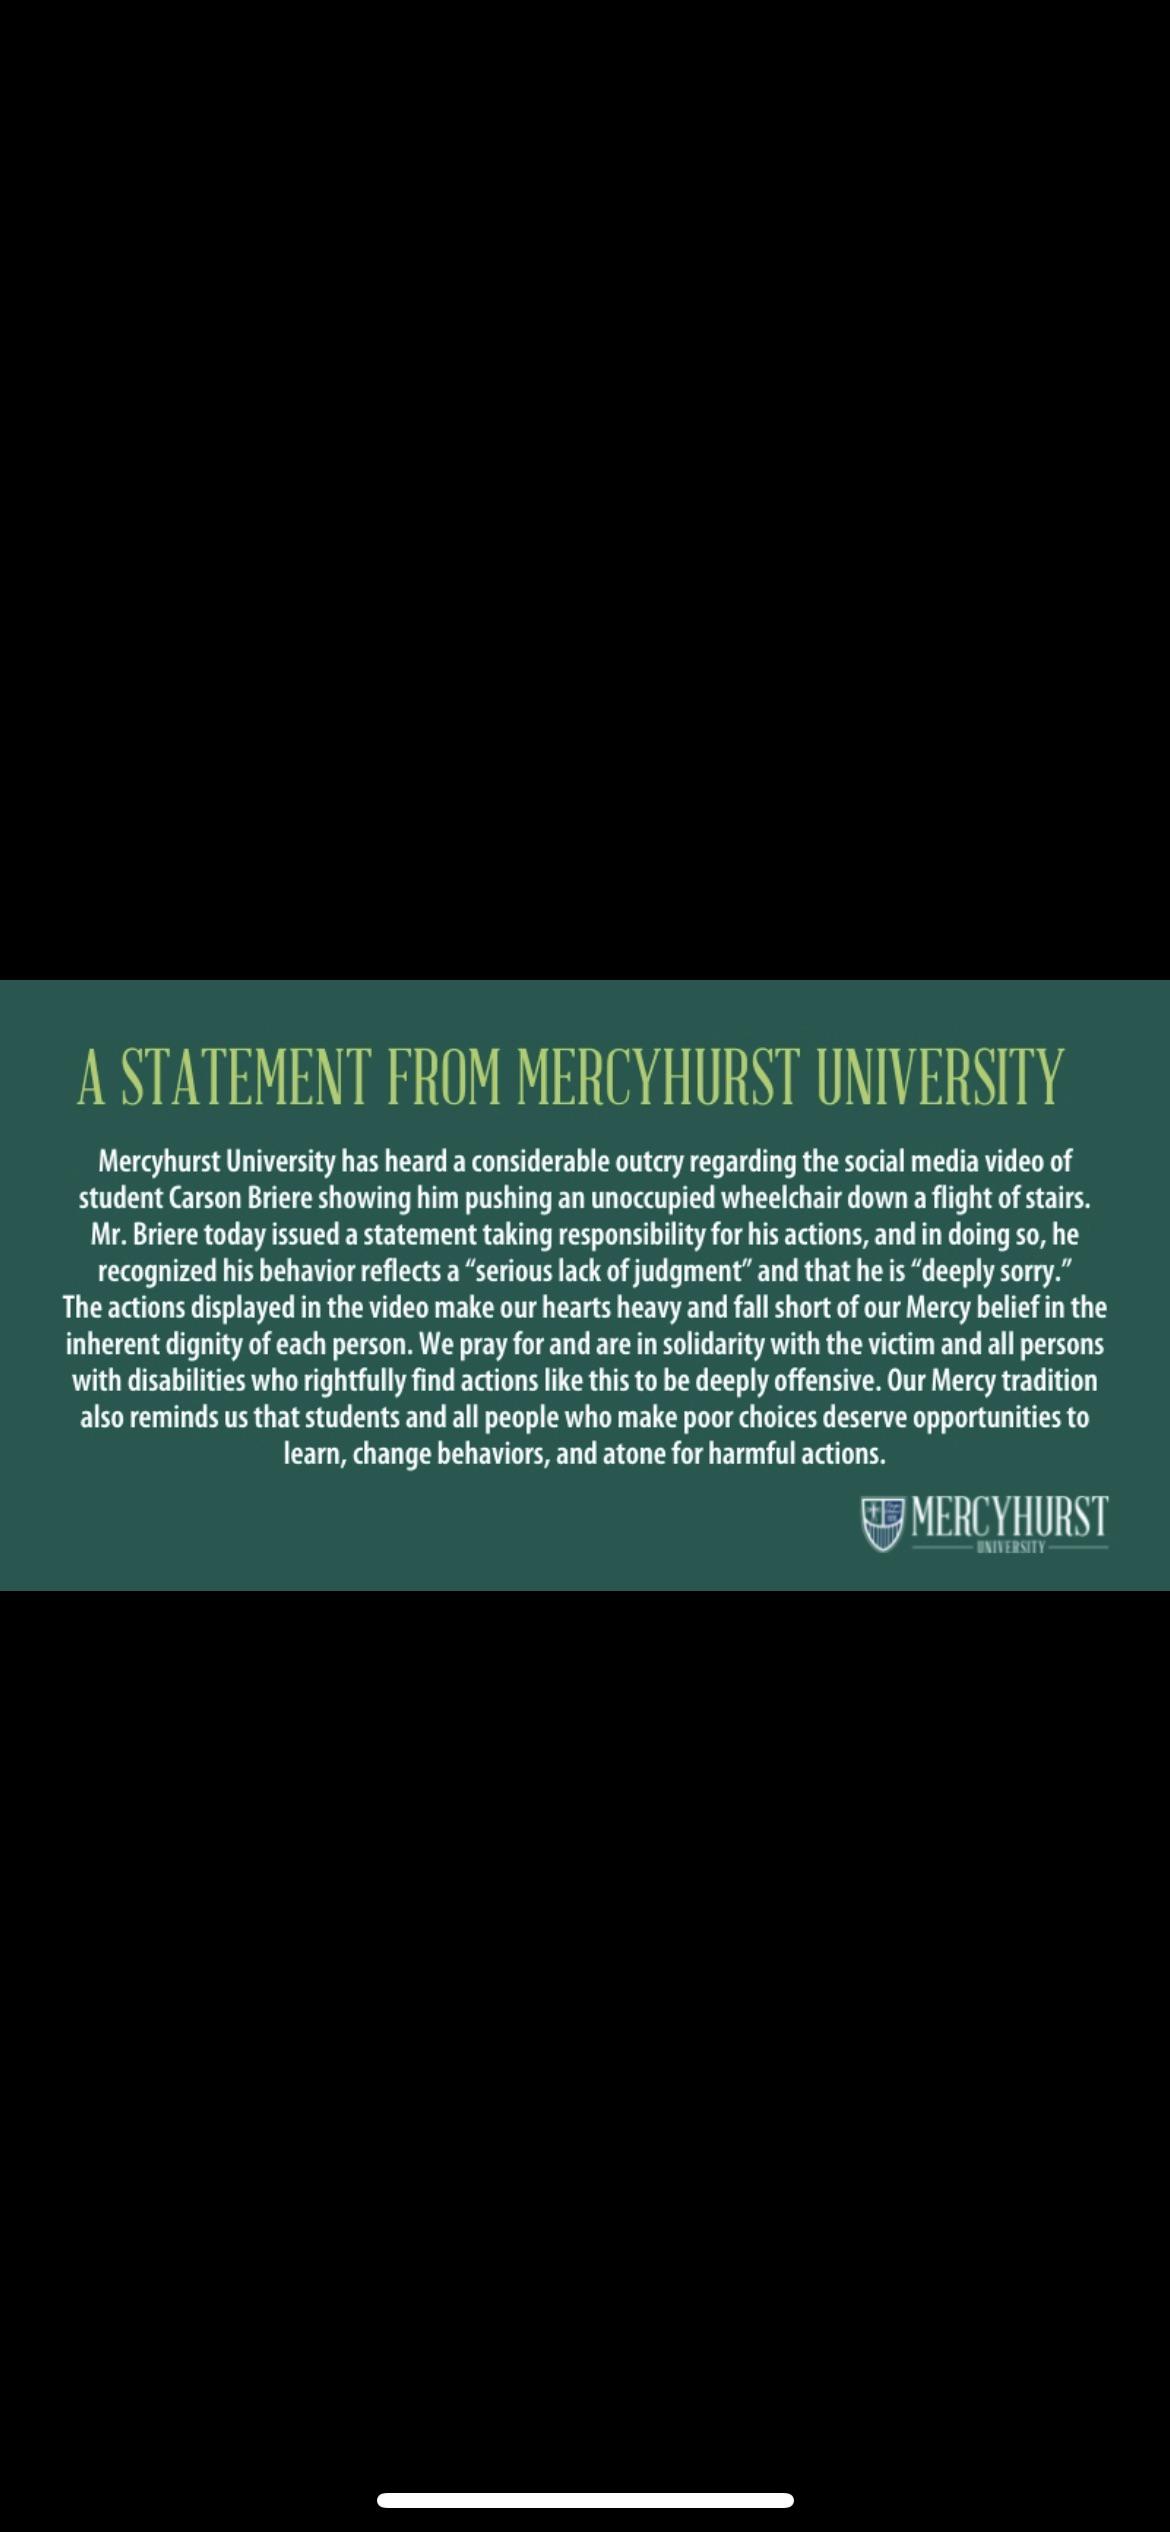 A STATEMENT FROM MERCYHURST UNIVERSITY
Mercyhurst University has heard a considerable outcry regarding the social media video of
student Carson Briere showing him pushing an unoccupied wheelchair down a flight of stairs.
Mr. Briere today issued a statement taking responsibility for his actions, and in doing so, he
recognized his behavior reflects a “serious lack of judgment” and that he is “deeply sorry.”
The actions displayed in the video make our hearts heavy and fall short of our Mercy belief in the
inherent dignity of each person. We pray for and are in solidarity with the victim and all persons
with disabilities who rightfully find actions like this to be deeply offensive. Our Mercy tradition
also reminds us that students and all people who make poor choices deserve opportunities to
learn, change behaviors, and atone for harmful actions.
MERCYHURST
UNIVERSITY